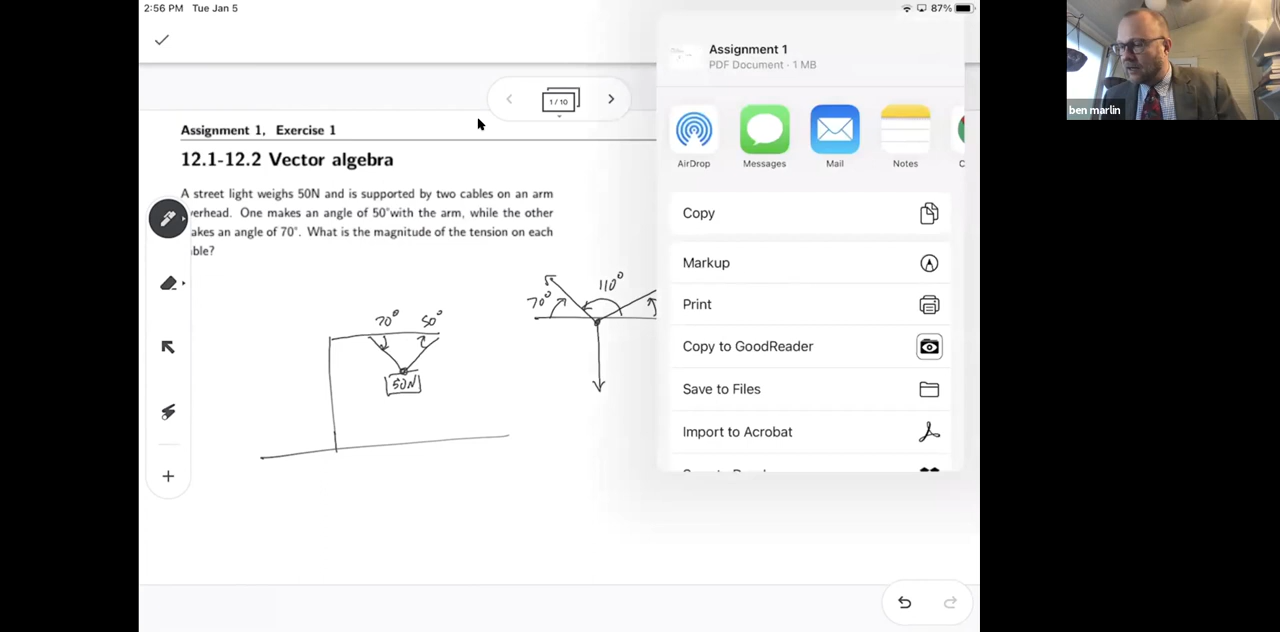 2:56 PM Tue Jan 5
87%
Assignment 1
PDF Document · 1 MB
ben marlin
1 / 10
Assignment 1, Exercise 1
12.1-12.2 Vector algebra
A street light weighs 50N and is supported by two cables on an arm
verhead. One makes an angle of 50° with the arm, while the other
akes an angle of 70°. What is the magnitude of the tension on each
ble?
AirDrop
Messages
Mail
Notes
C
Copy
Markup
Print
Copy to GoodReader
Save to Files
Import to Acrobat
110°
70°
70° 50°
50N